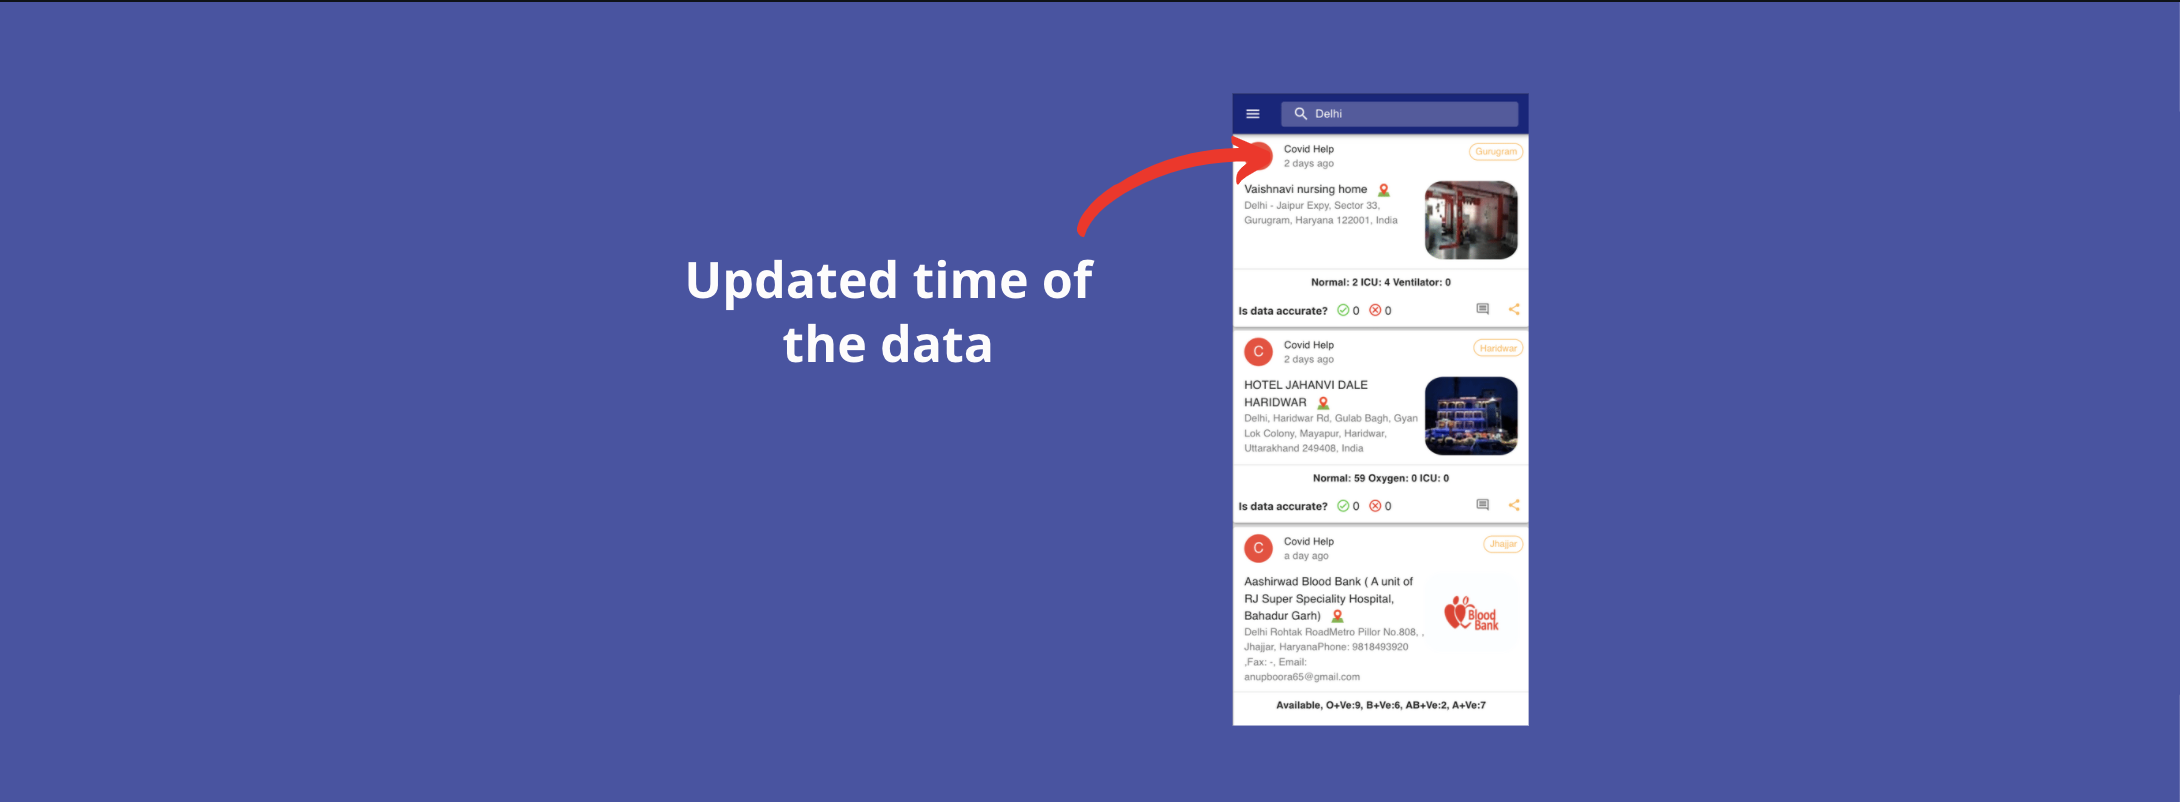 Updated time of
the data
Delhi
Covid Help
2 days ago
Gurugram
Vaishnavi nursing home
Delhi - Jaipur Expy, Sector 33,
Gurugram, Haryana 122001, India
Normal: 2 ICU: 4 Ventilator: 0
Is data accurate? 0 0
C
Covid Help
2 days ago
Haridwar
HOTEL JAHANVI DALE
HARIDWAR
Delhi, Haridwar Rd, Gulab Bagh, Gyan
Lok Colony, Mayapur, Haridwar,
Uttarakhand 249408, India
Normal: 59 Oxygen: 0 ICU: 0
Is data accurate? 0 0
C
Covid Help
a day ago
Jhajjar
Aashirwad Blood Bank ( A unit of
RJ Super Speciality Hospital,
Bahadur Garh)
Delhi Rohtak RoadMetro Pillor No.808, ,
Jhajjar, HaryanaPhone: 9818493920
,Fax: -, Email:
anupboora65@gmail.com
Blood
Bank
Available, O+Ve:9, B+Ve:6, AB+Ve:2, A+Ve:7